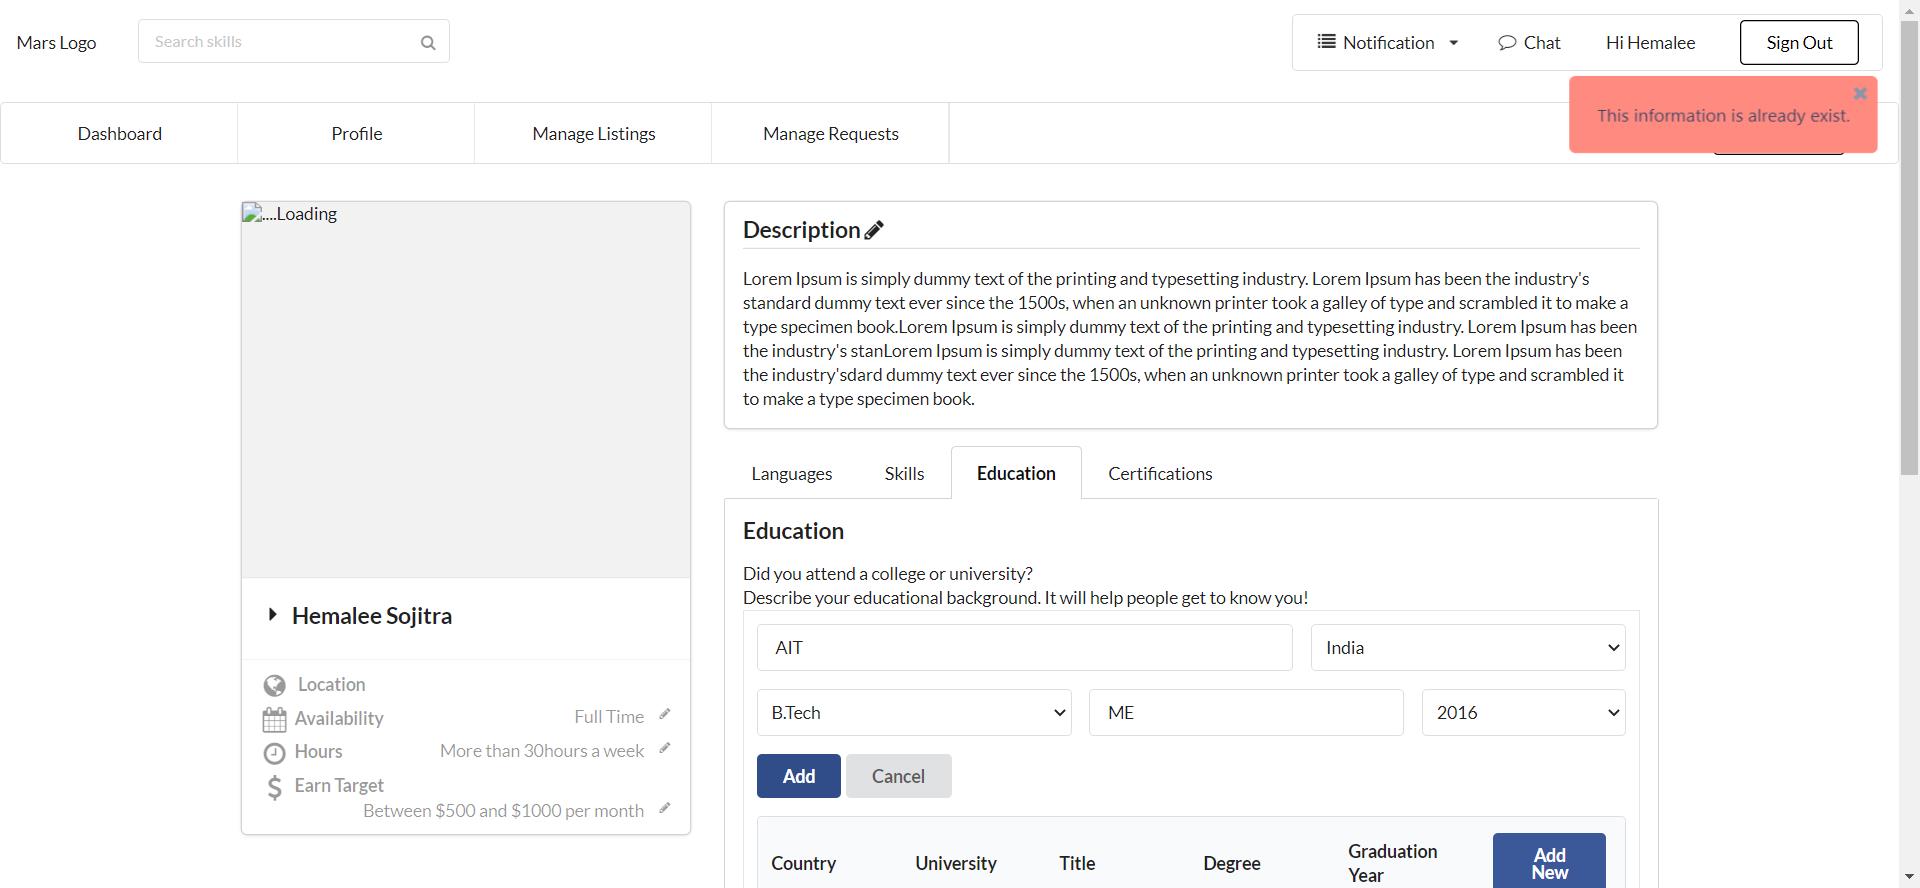 Mars Logo
Search skills
Notification
Chat
Hi Hemalee
Sign Out
This information is already exist.
Dashboard
Profile
Manage Listings
Manage Requests
....Loading
Hemalee Sojitra
Location
Availability
Full Time
Hours
More than 30hours a week
Earn Target
Between $500 and $1000 per month
Description
Lorem Ipsum is simply dummy text of the printing and typesetting industry. Lorem Ipsum has been the industry's
standard dummy text ever since the 1500s, when an unknown printer took a galley of type and scrambled it to make a
type specimen book.Lorem Ipsum is simply dummy text of the printing and typesetting industry. Lorem Ipsum has been
the industry's stanLorem Ipsum is simply dummy text of the printing and typesetting industry. Lorem Ipsum has been
the industry'sdard dummy text ever since the 1500s, when an unknown printer took a galley of type and scrambled it
to make a type specimen book.
Languages
Skills
Education
Certifications
Education
Did you attend a college or university?
Describe your educational background. It will help people get to know you!
AIT
India
B.Tech
ME
2016
Add
Cancel
Country
University
Title
Degree
Graduation
Year
Add
New